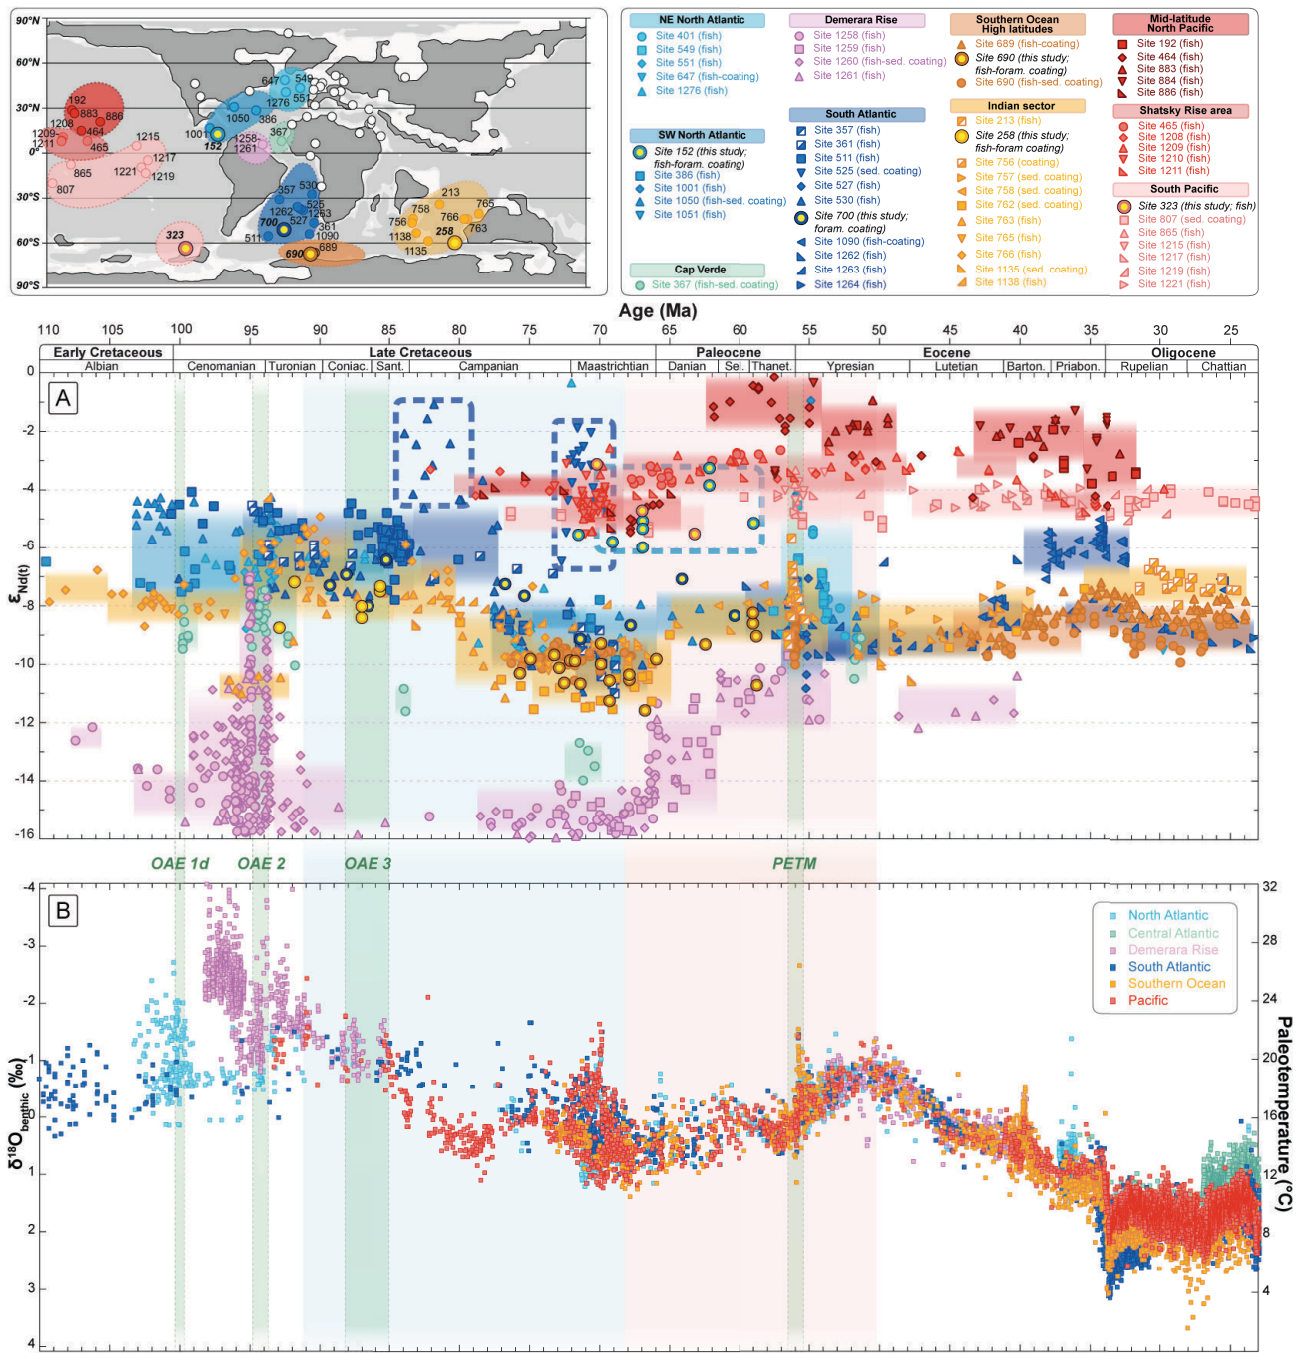 90°N
60°N
30°N
0°
30°S
60°S
90°S
647
549
551
1276
1050
386
1001
152
367
1258-
1261
192
883
886
1208
464
1209-
1211
465
1215
1217
1221
1219
865
807
323
357
530
525
1262
1263
527
700
361
1090
511
689
690
213
758
765
766
756
763
1138
258
1135
NE North Atlantic
Site 401 (fish)
Site 549 (fish)
Site 551 (fish)
Site 647 (fish-coating)
Site 1276 (fish)
SW North Atlantic
Site 152 (this study;
fish-foram. coating)
Site 386 (fish)
Site 1001 (fish)
Site 1050 (fish-sed. coating)
Site 1051 (fish)
Cap Verde
Site 367 (fish-sed. coating)
Demerara Rise
Site 1258 (fish)
Site 1259 (fish)
Site 1260 (fish-sed. coating)
Site 1261 (fish)
South Atlantic
Site 357 (fish)
Site 361 (fish)
Site 511 (fish)
Site 525 (sed. coating)
Site 527 (fish)
Site 530 (fish)
Site 700 (this study;
foram. coating)
Site 1090 (fish-coating)
Site 1262 (fish)
Site 1263 (fish)
Site 1264 (fish)
Southern Ocean
High latitudes
Site 689 (fish-coating)
Site 690 (this study;
fish-foram. coating)
Site 690 (fish-sed. coating)
Indian sector
Site 213 (fish)
Site 258 (this study;
fish-foram. coating)
Site 756 (coating)
Site 757 (sed. coating)
Site 758 (sed. coating)
Site 762 (sed. coating)
Site 763 (fish)
Site 765 (fish)
Site 766 (fish)
Site 1135 (sed. coating)
Site 1138 (fish)
Mid-latitude
North Pacific
Site 192 (fish)
Site 464 (fish)
Site 883 (fish)
Site 884 (fish)
Site 886 (fish)
Shatsky Rise area
Site 465 (fish)
Site 1208 (fish)
Site 1209 (fish)
Site 1210 (fish)
Site 1211 (fish)
South Pacific
Site 323 (this study; fish)
Site 807 (sed. coating)
Site 865 (fish)
Site 1215 (fish)
Site 1217 (fish)
Site 1219 (fish)
Site 1221 (fish)
Age (Ma)
110 105 100 95 90 85 80 75 70 65 60 55 50 45 40 35 30 25
Early Cretaceous Late Cretaceous Paleocene Eocene Oligocene
Albian Cenomanian Turonian Coniac. Sant. Campanian Maastrichtian Danian Thanet. Ypresian Lutetian Barton. Priabon. Rupelian Chattian
A
0
-2
-4
-6
-8
-10
-12
-14
-16
εNd(t)
OAE 1d OAE 2 OAE 3 PETM
B
-4
-3
-2
-1
0
1
2
3
4
δ18Obenthic (‰)
North Atlantic
Central Atlantic
Demerara Rise
South Atlantic
Southern Ocean
Pacific
32
28
24
20
16
12
8
4
Paleotemperature (°C)